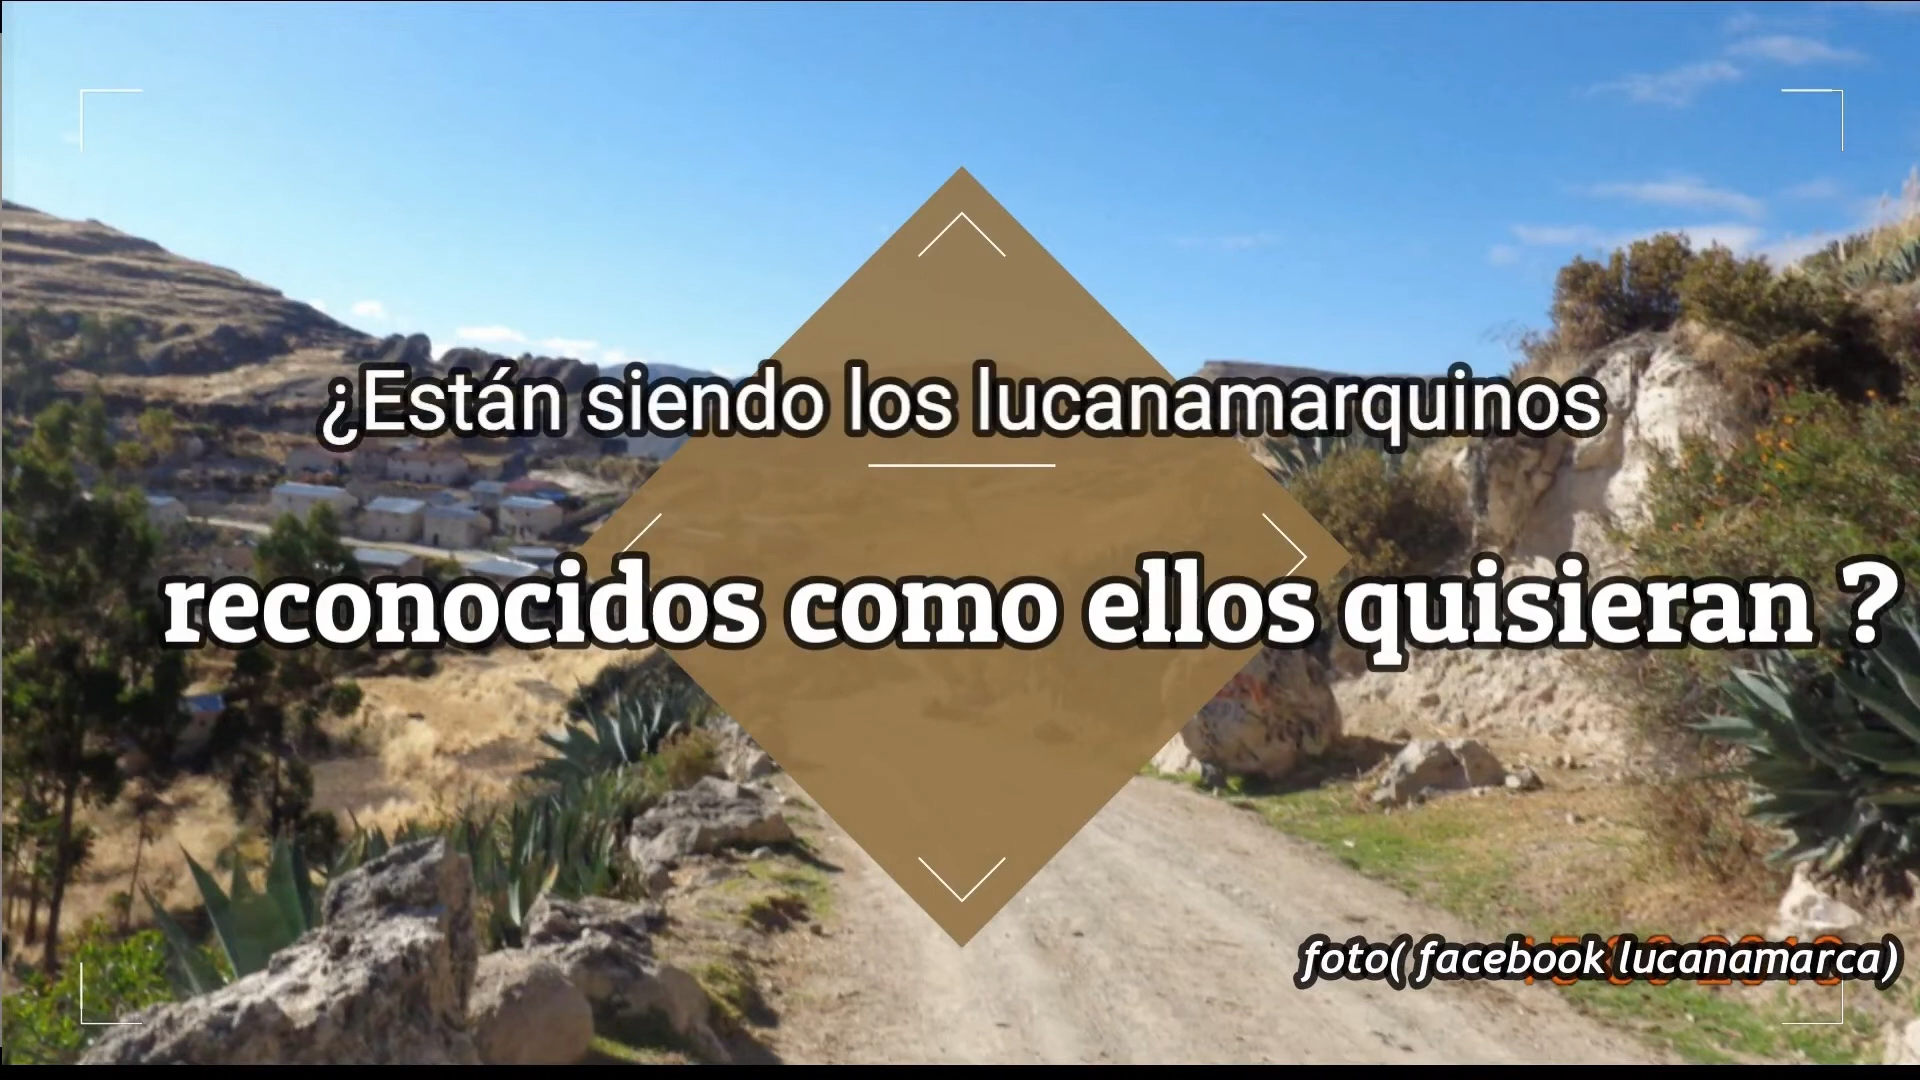 ¿Están siendo los lucanamarquinos
reconocidos como ellos quisieran ?
foto( facebook lucanamarca)